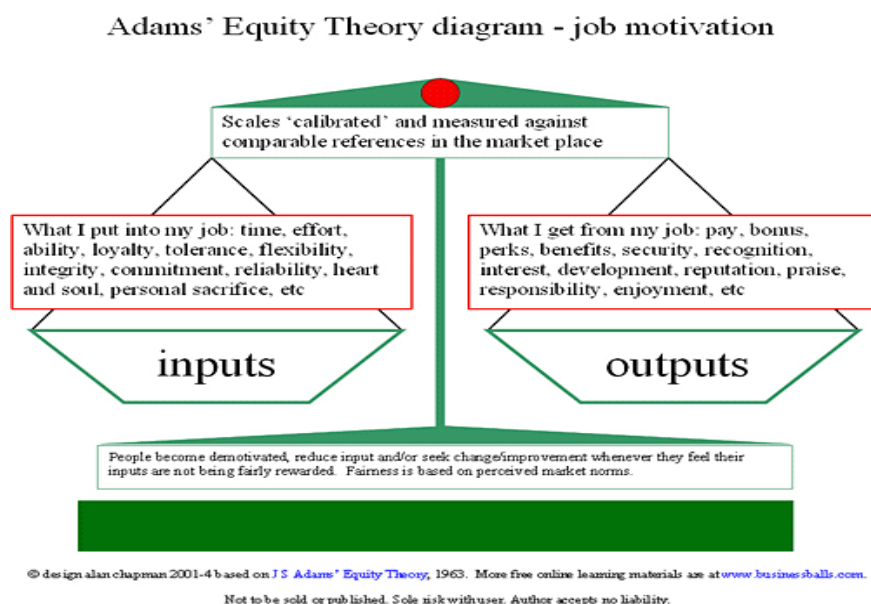 Adams' Equity Theory diagram - job motivation
Scales 'calibrated' and measured against
comparable references in the market place
What I put into my job: time, effort,
ability, loyalty, tolerance, flexibility,
integrity, commitment, reliability, heart
and soul, personal sacrifice, etc
What I get from my job: pay, bonus,
perks, benefits, security, recognition,
interest, development, reputation, praise,
responsibility, enjoyment, etc
inputs
outputs
People become demotivated, reduce input and/or seek change/improvement whenever they feel their
inputs are not being fairly rewarded. Fairness is based on perceived market norms.
© design alan chapman 2001-4 based on J S Adams' Equity Theory, 1963. More free online learning materials are at www.businessballs.com.
Not to be sold or published. Sole risk with user. Author accepts no liability.